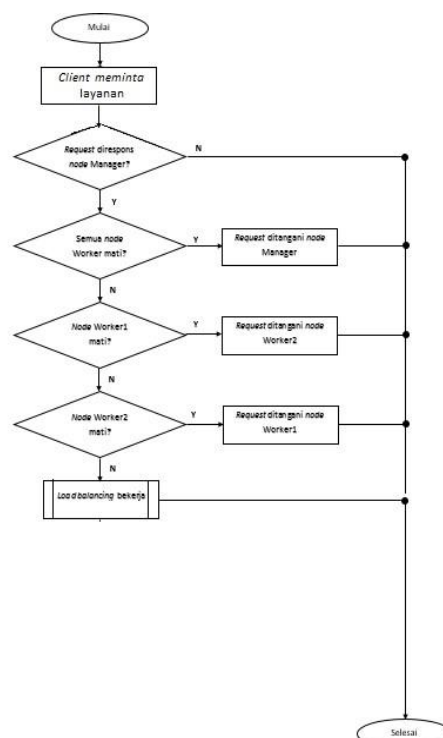 Mulai
Client meminta
layanan
Request direspons
node Manager?
N
Y
Semua node
Worker mati?
Y
Request ditangani node
Manager
N
Node Worker1
mati?
Y
Request ditangani node
Worker2
N
Node Worker2
mati?
Y
Request ditangani node
Worker1
N
Load balancing bekerja
Selesai